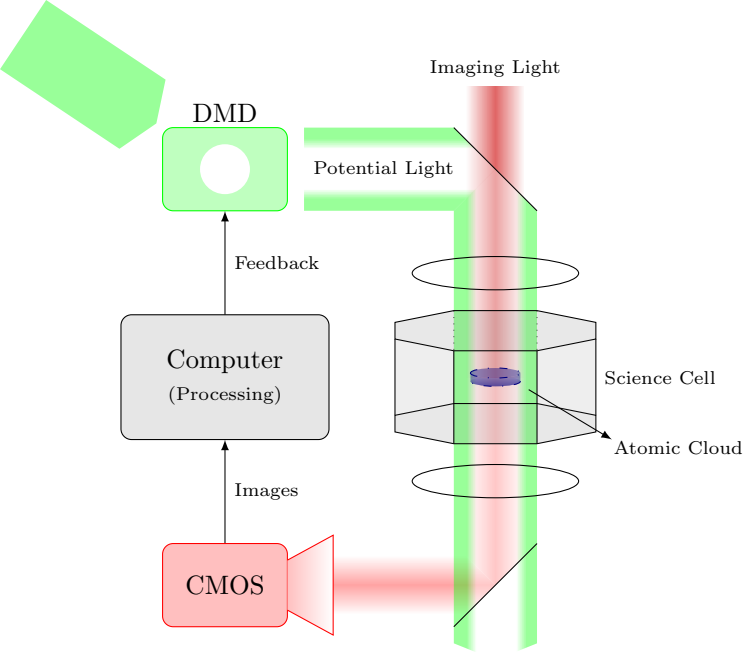 Imaging Light
DMD
Potential Light
Feedback
Computer
(Processing)
Science Cell
Atomic Cloud
Images
CMOS